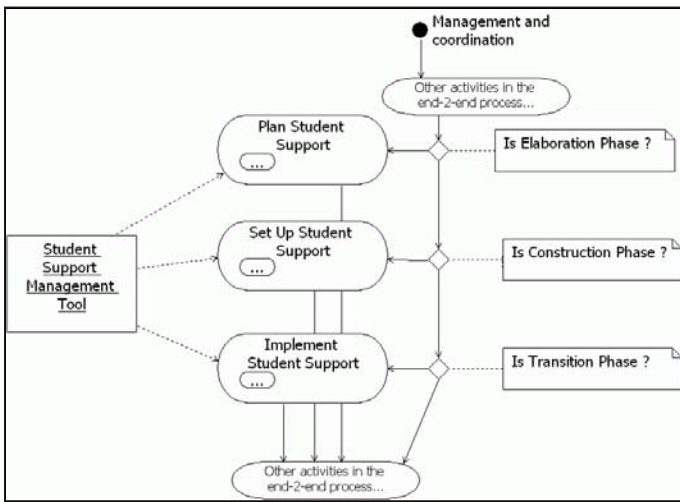 Management and
coordination
Other activities in the
end-2-end process...
Plan Student
Support
...
Is Elaboration Phase ?
Set Up Student
Support
...
Is Construction Phase ?
Student
Support
Management
Tool
Implement
Student Support
...
Is Transition Phase ?
Other activities in the
end-2-end process...